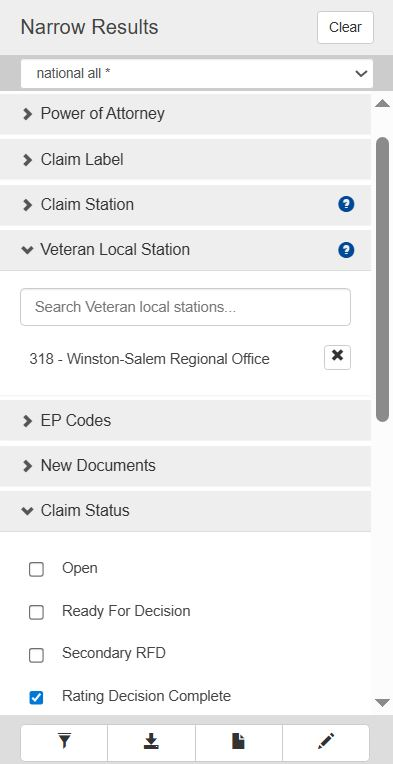 Narrow Results
Clear
national all *
Power of Attorney
Claim Label
Claim Station
?
Veteran Local Station
?
Search Veteran local stations...
318 - Winston-Salem Regional Office
EP Codes
New Documents
Claim Status
Open
Ready For Decision
Secondary RFD
Rating Decision Complete